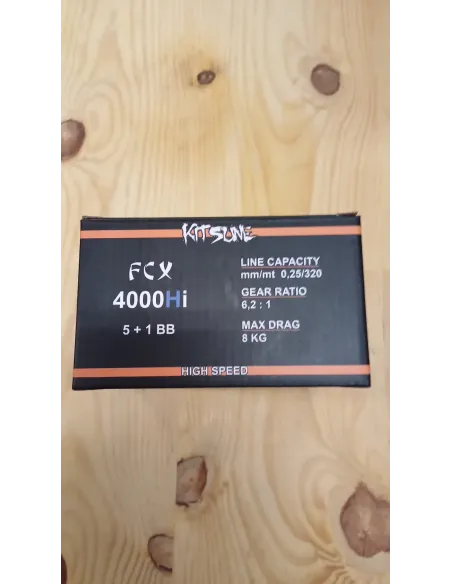 KITSUNE
FCX
4000Hi
5 + 1 BB
LINE CAPACITY
mm/mt 0,25/320
GEAR RATIO
6,2 : 1
MAX DRAG
8 KG
HIGH SPEED